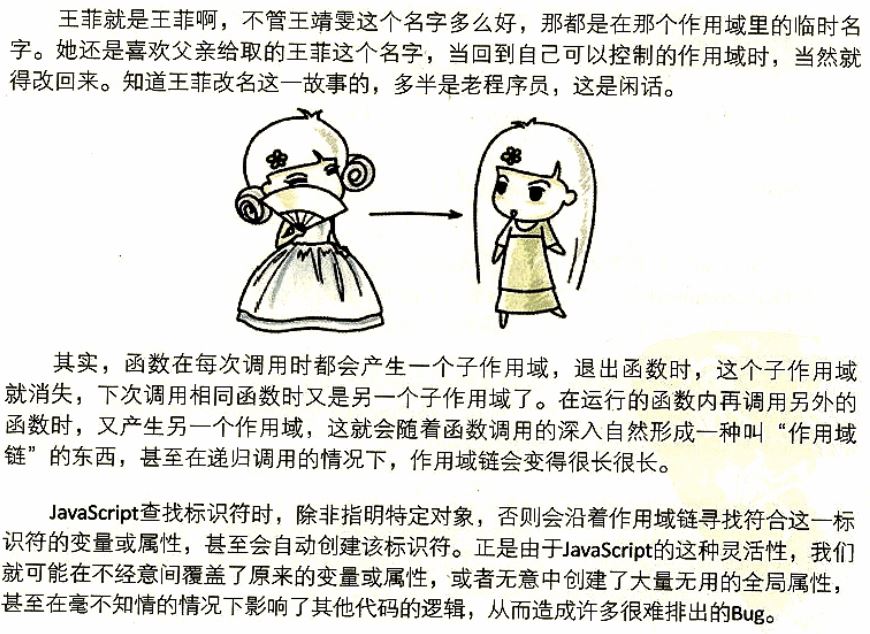 王菲就是王菲啊，不管王靖雯这个名字多么好，那都是在那个作用域里的临时名
字。她还是喜欢父亲给取的王菲这个名字，当回到自己可以控制的作用域时，当然就
得改回来。知道王菲改名这一故事的，多半是老程序员，这是闲话。
其实，函数在每次调用时都会产生一个子作用域，退出函数时，这个子作用域
就消失，下次调用相同函数时又是另一个子作用域了。在运行的函数内再调用另外的
函数时，又产生另一个作用域，这就会随着函数调用的深入自然形成一种叫“作用域
链”的东西，甚至在递归调用的情况下，作用域链会变得很长很长。
JavaScript查找标识符时，除非指明特定对象，否则会沿着作用域链寻找符合这一标
识符的变量或属性，甚至会自动创建该标识符。正是由于JavaScript的这种灵活性，我们
就可能在不经意间覆盖了原来的变量或属性，或者无意中创建了大量无用的全局属性，
甚至在毫不知情的情况下影响了其他代码的逻辑，从而造成许多很难排出的Bug。